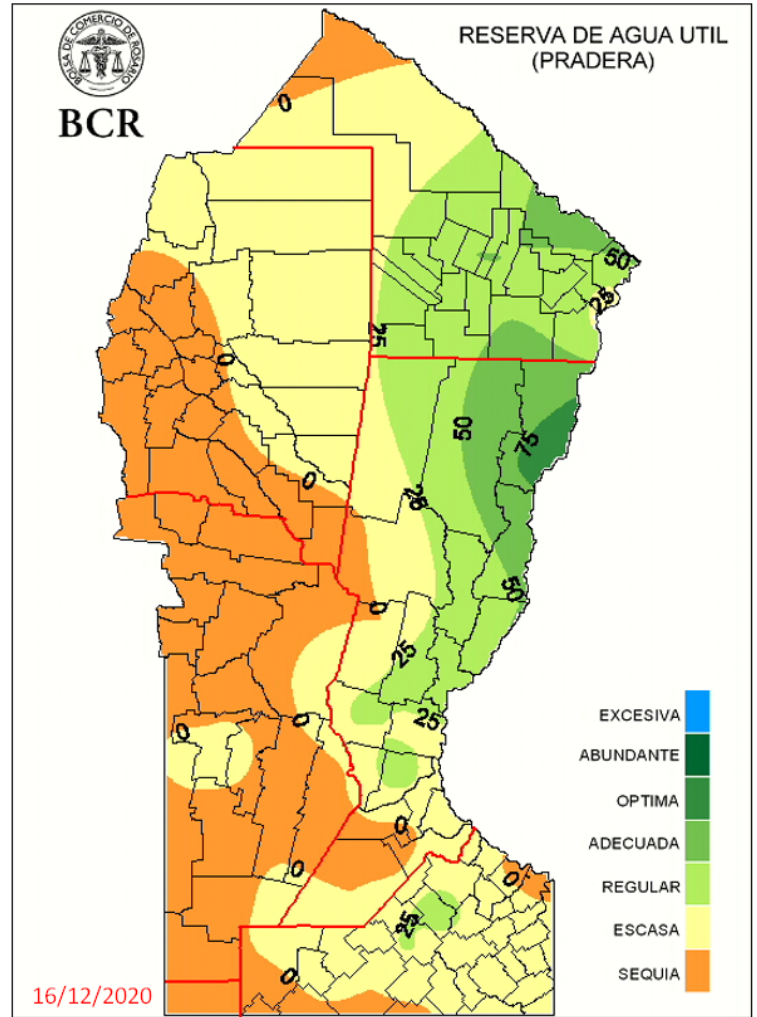 BOLSA DE COMERCIO DE ROSARIO
BCR
RESERVA DE AGUA UTIL
(PRADERA)
0
50
25
25
0
50
75
0
25
50
0
25
25
0
0
0
0
0
25
0
EXCESIVA
ABUNDANTE
OPTIMA
ADECUADA
REGULAR
ESCASA
SEQUIA
16/12/2020